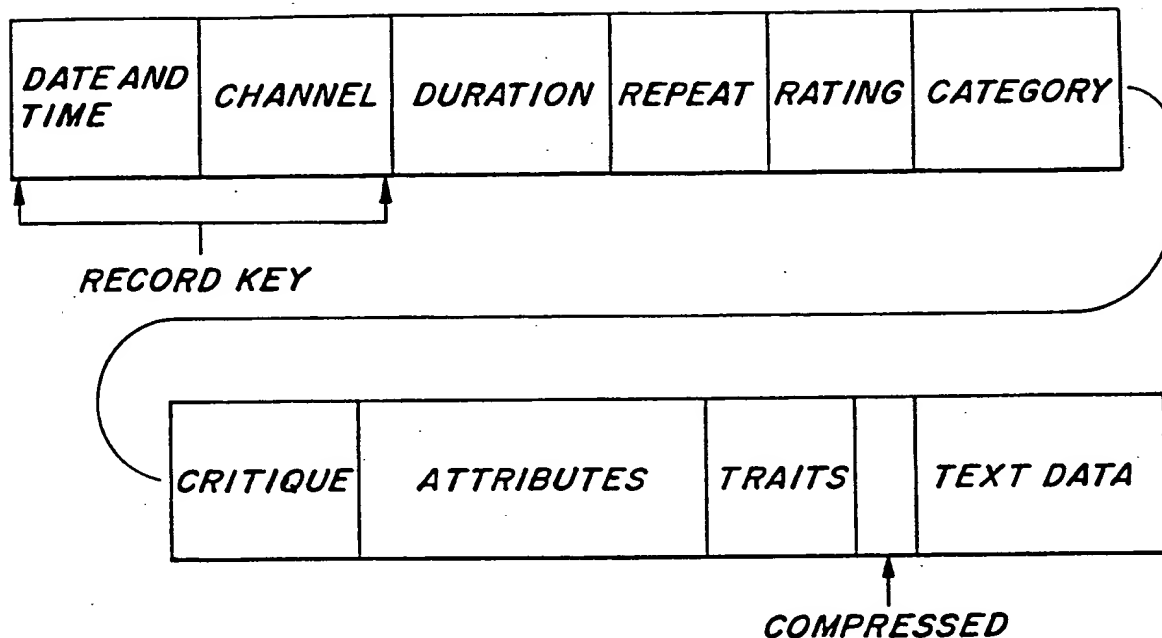 DATE AND TIME CHANNEL DURATION REPEAT RATING CATEGORY
RECORD KEY
CRITIQUE ATTRIBUTES TRAITS TEXT DATA
COMPRESSED